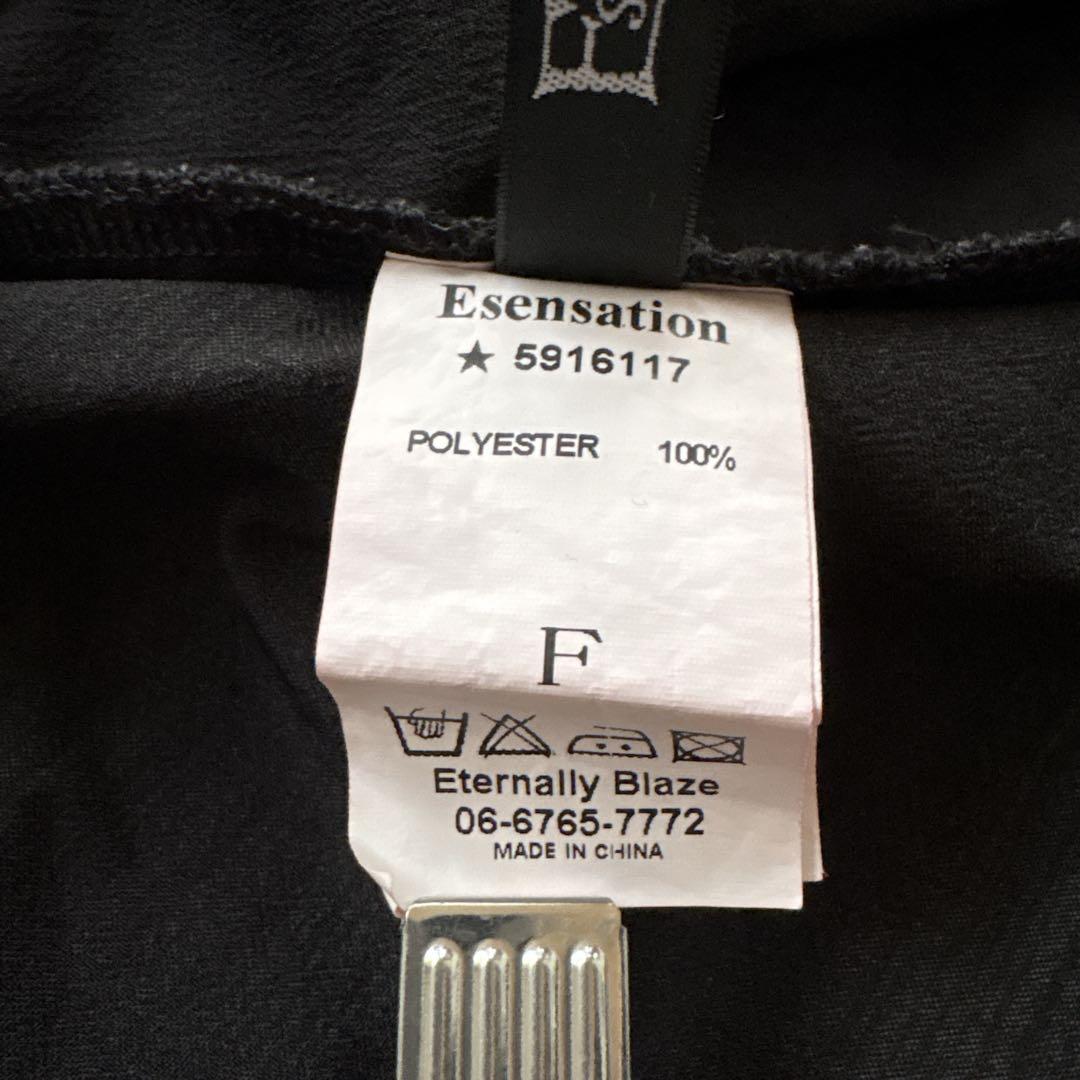 Esensation
★ 5916117
POLYESTER 100%
F
Eternally Blaze
06-6765-7772
MADE IN CHINA